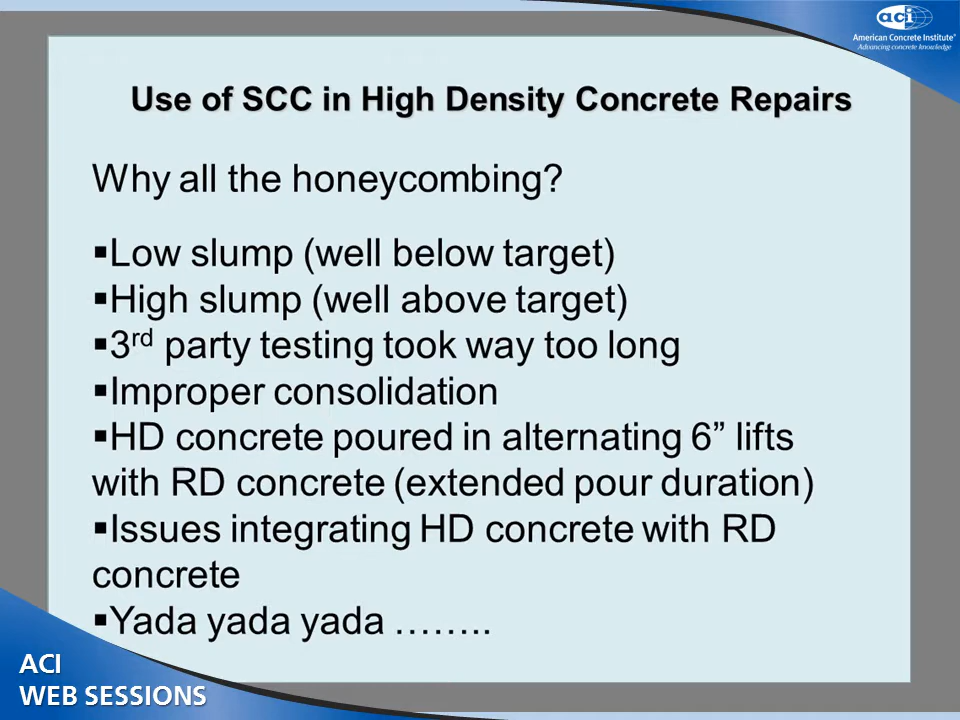 aci
American Concrete Institute®
Advancing concrete knowledge
Use of SCC in High Density Concrete Repairs
Why all the honeycombing?
▪Low slump (well below target)
▪High slump (well above target)
▪3rd party testing took way too long
▪Improper consolidation
▪HD concrete poured in alternating 6” lifts
with RD concrete (extended pour duration)
▪Issues integrating HD concrete with RD
concrete
▪Yada yada yada ……..
ACI
WEB SESSIONS